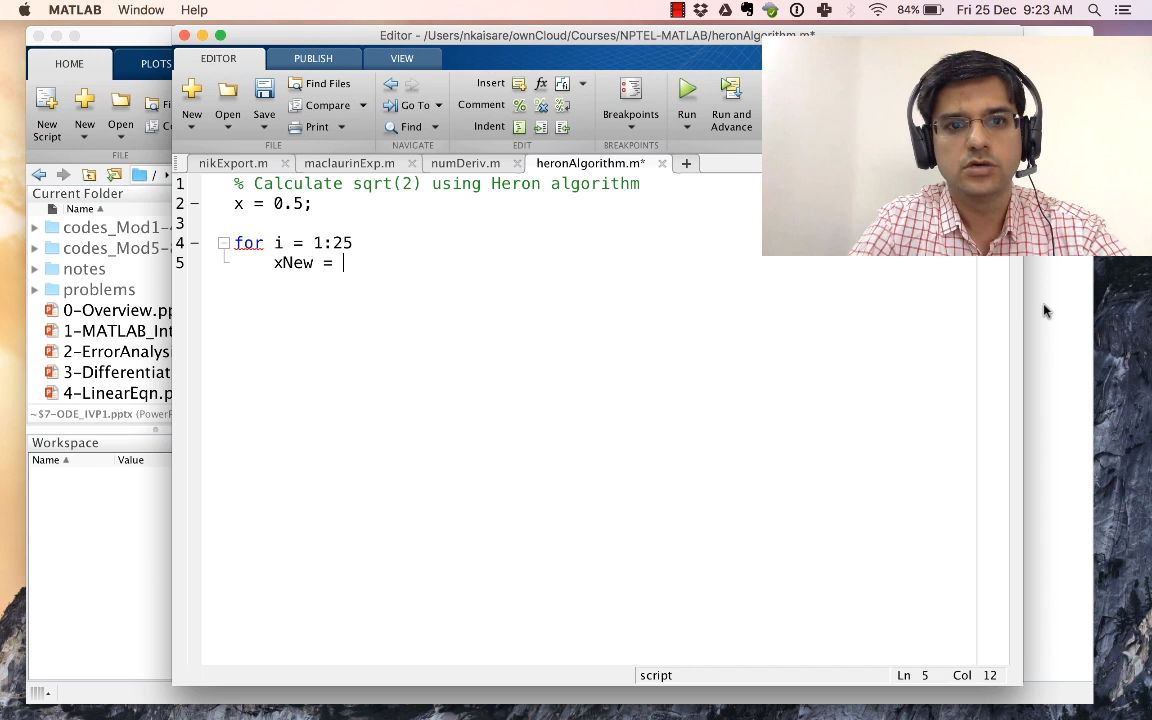 MATLAB Window Help 84% Fri 25 Dec 9:23 AM
Editor - /Users/nkaisare/ownCloud/Courses/NPTEL-MATLAB/heronAlgorithm.m*
HOME PLOTS EDITOR PUBLISH VIEW
New Script New Open Fi
FILE
New Open Save Find Files Compare Print
FILE
Go To Find
NAVIGATE
Insert fx
Comment
Indent
EDIT
Breakpoints
BREAKPOINTS
Run Run and Advance
nikExport.m maclaurinExp.m numDeriv.m heronAlgorithm.m*
Current Folder
Name
codes_Mod1-
codes_Mod5-
notes
problems
0-Overview.pp
1-MATLAB_Int
2-ErrorAnalysi
3-Differentiat
4-LinearEqn.p
~$7-ODE_IVP1.pptx (PowerP
Workspace
Name Value
1 % Calculate sqrt(2) using Heron algorithm
2 x = 0.5;
3
4 for i = 1:25
5 xNew =
script Ln 5 Col 12